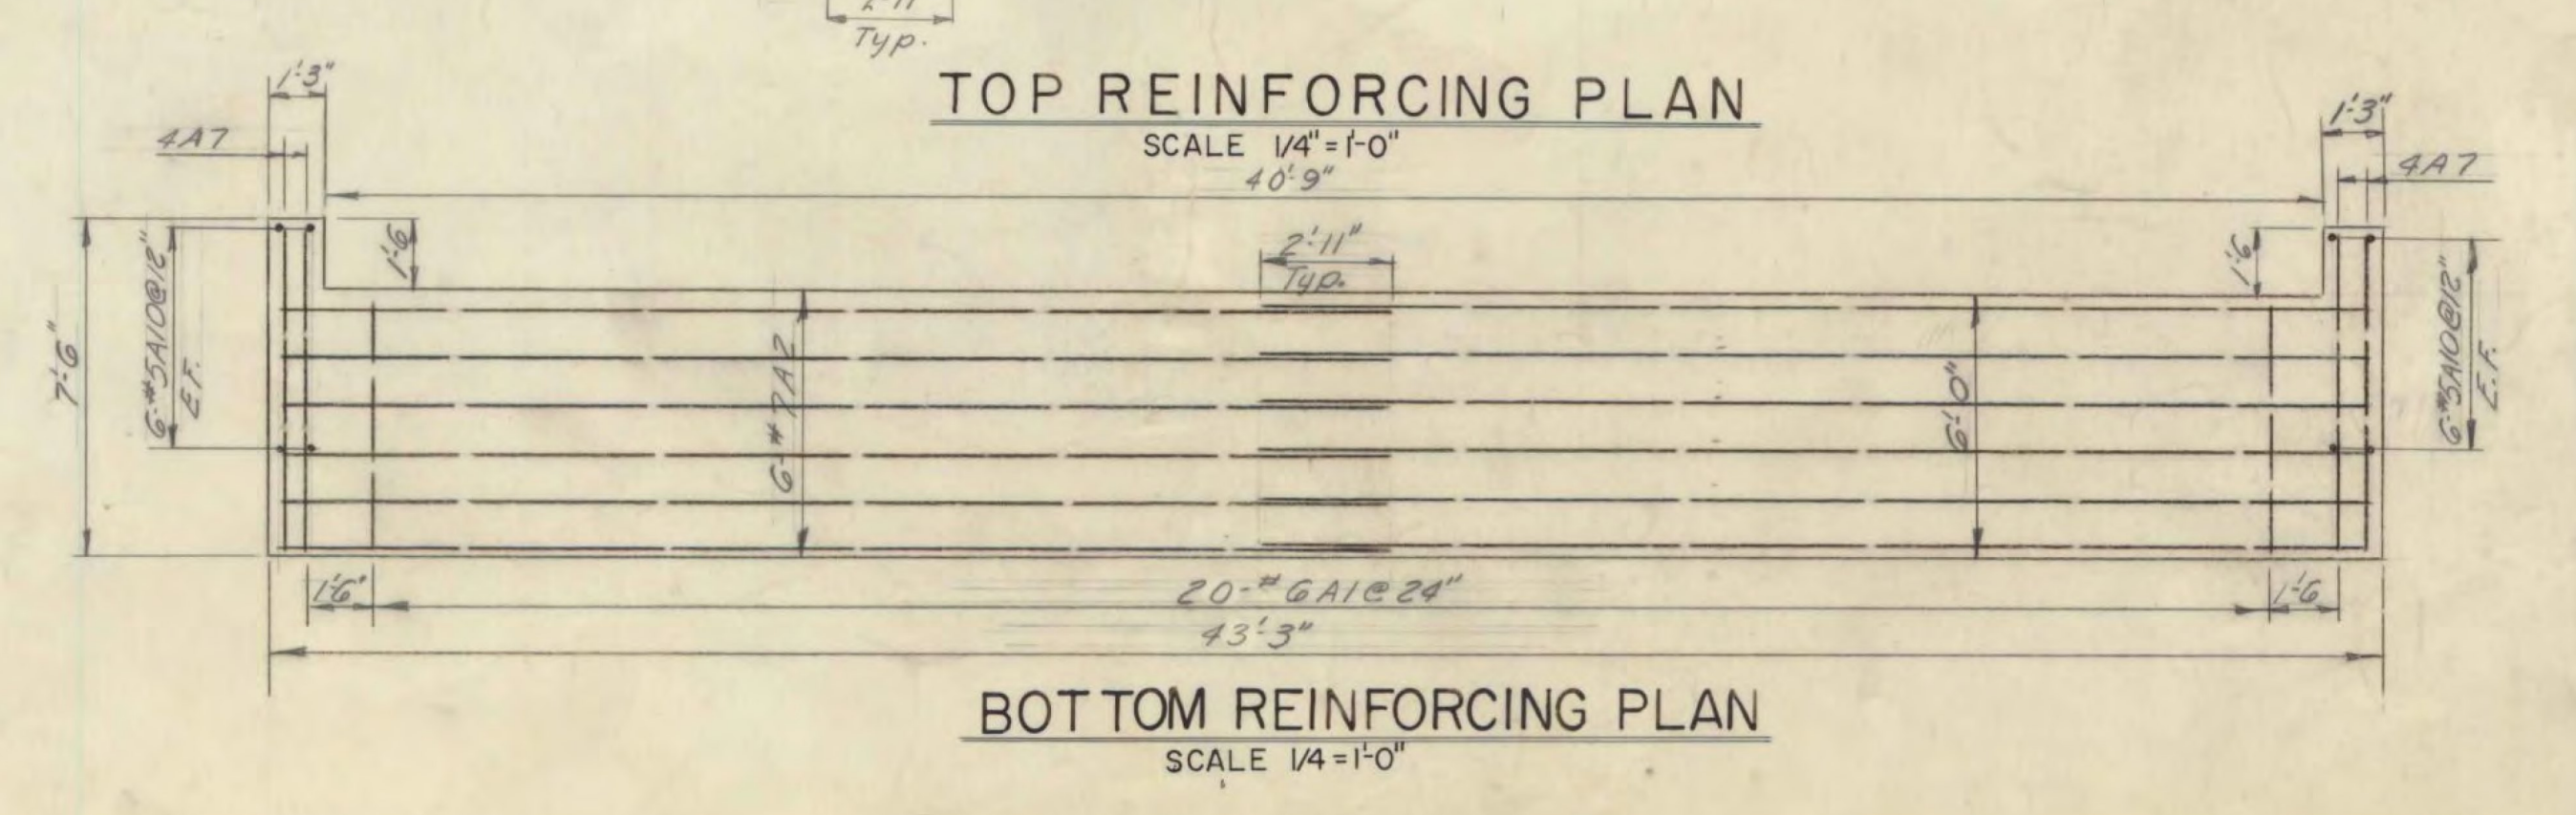 2'-11"
Typ.
TOP REINFORCING PLAN
SCALE 1/4"=1'-0"
1'-3"
1'-3"
4A7
4A7
40'-9"
1'-6
2'-11"
Typ.
1'-6
7'-6"
6-#5A10@12"
E.F.
6-#7A2
6'-0"
6-#5A10@12"
E.F.
1'-6"
20-#6A1@24"
1'-6
43'-3"
BOTTOM REINFORCING PLAN
SCALE 1/4=1'-0"